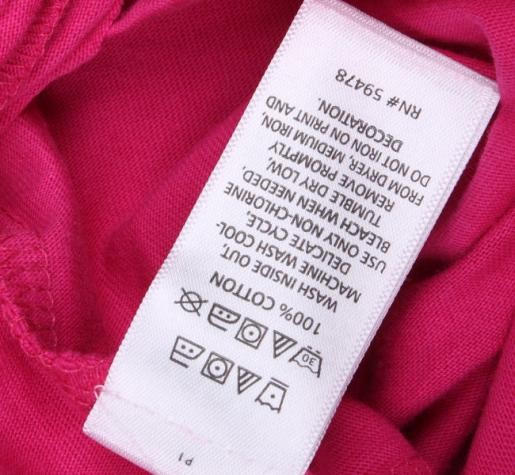 P I
100% COTTON
WASH INSIDE OUT,
MACHINE WASH COOL-
DELICATE CYCLE,
USE ONLY NON-CHLORINE
BLEACH WHEN NEEDED,
TUMBLE DRY LOW,
REMOVE PROMPTLY
FROM DRYER, MEDIUM IRON,
DO NOT IRON ON PRINT AND
DECORATION.
RN# 59478